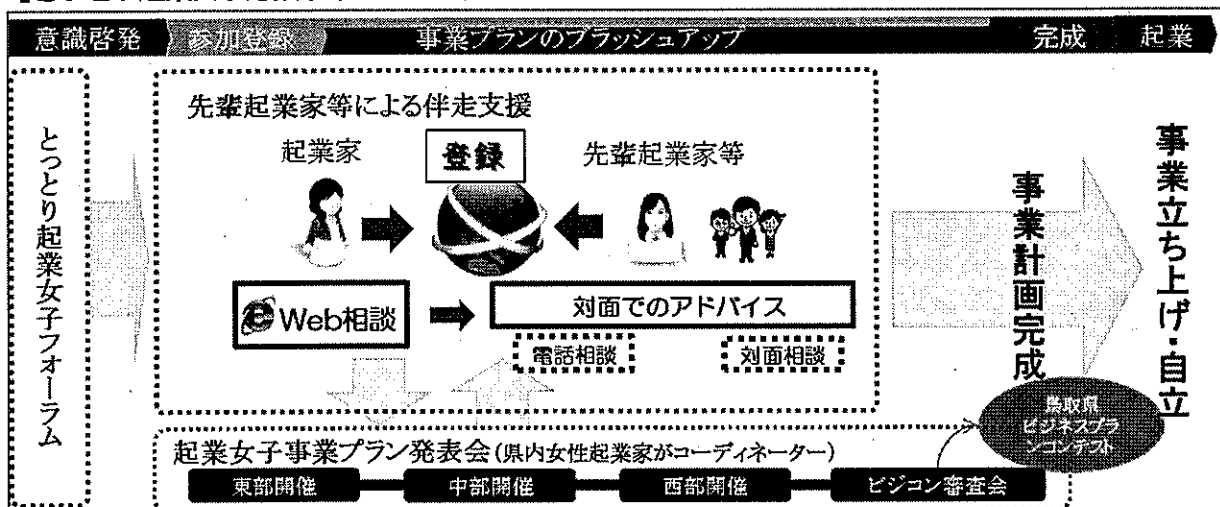 意識啓発 参加登録 事業プランのブラッシュアップ 完成 起業
とっとり起業女子フォーラム
先輩起業家等による伴走支援
起業家
登録
先輩起業家等
Web相談
対面でのアドバイス
電話相談
対面相談
事業計画完成
事業立ち上げ・自立
鳥取県
ビジネスプラ
ンコンテスト
起業女子事業プラン発表会(県内女性起業家がコーディネーター)
東部開催 中部開催 西部開催 ビジコン審査会